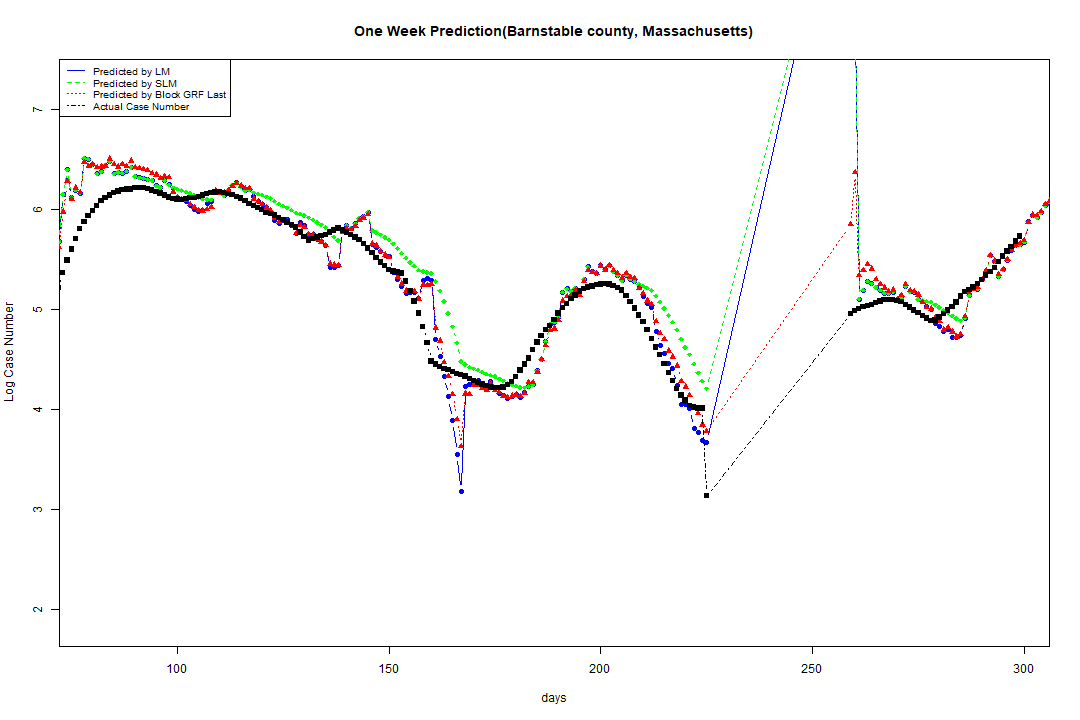 One Week Prediction(Barnstable county, Massachusetts)
Predicted by LM
Predicted by SLM
Predicted by Block GRF Last
Actual Case Number
7
6
5
4
3
2
Log Case Number
100 150 200 250 300
days